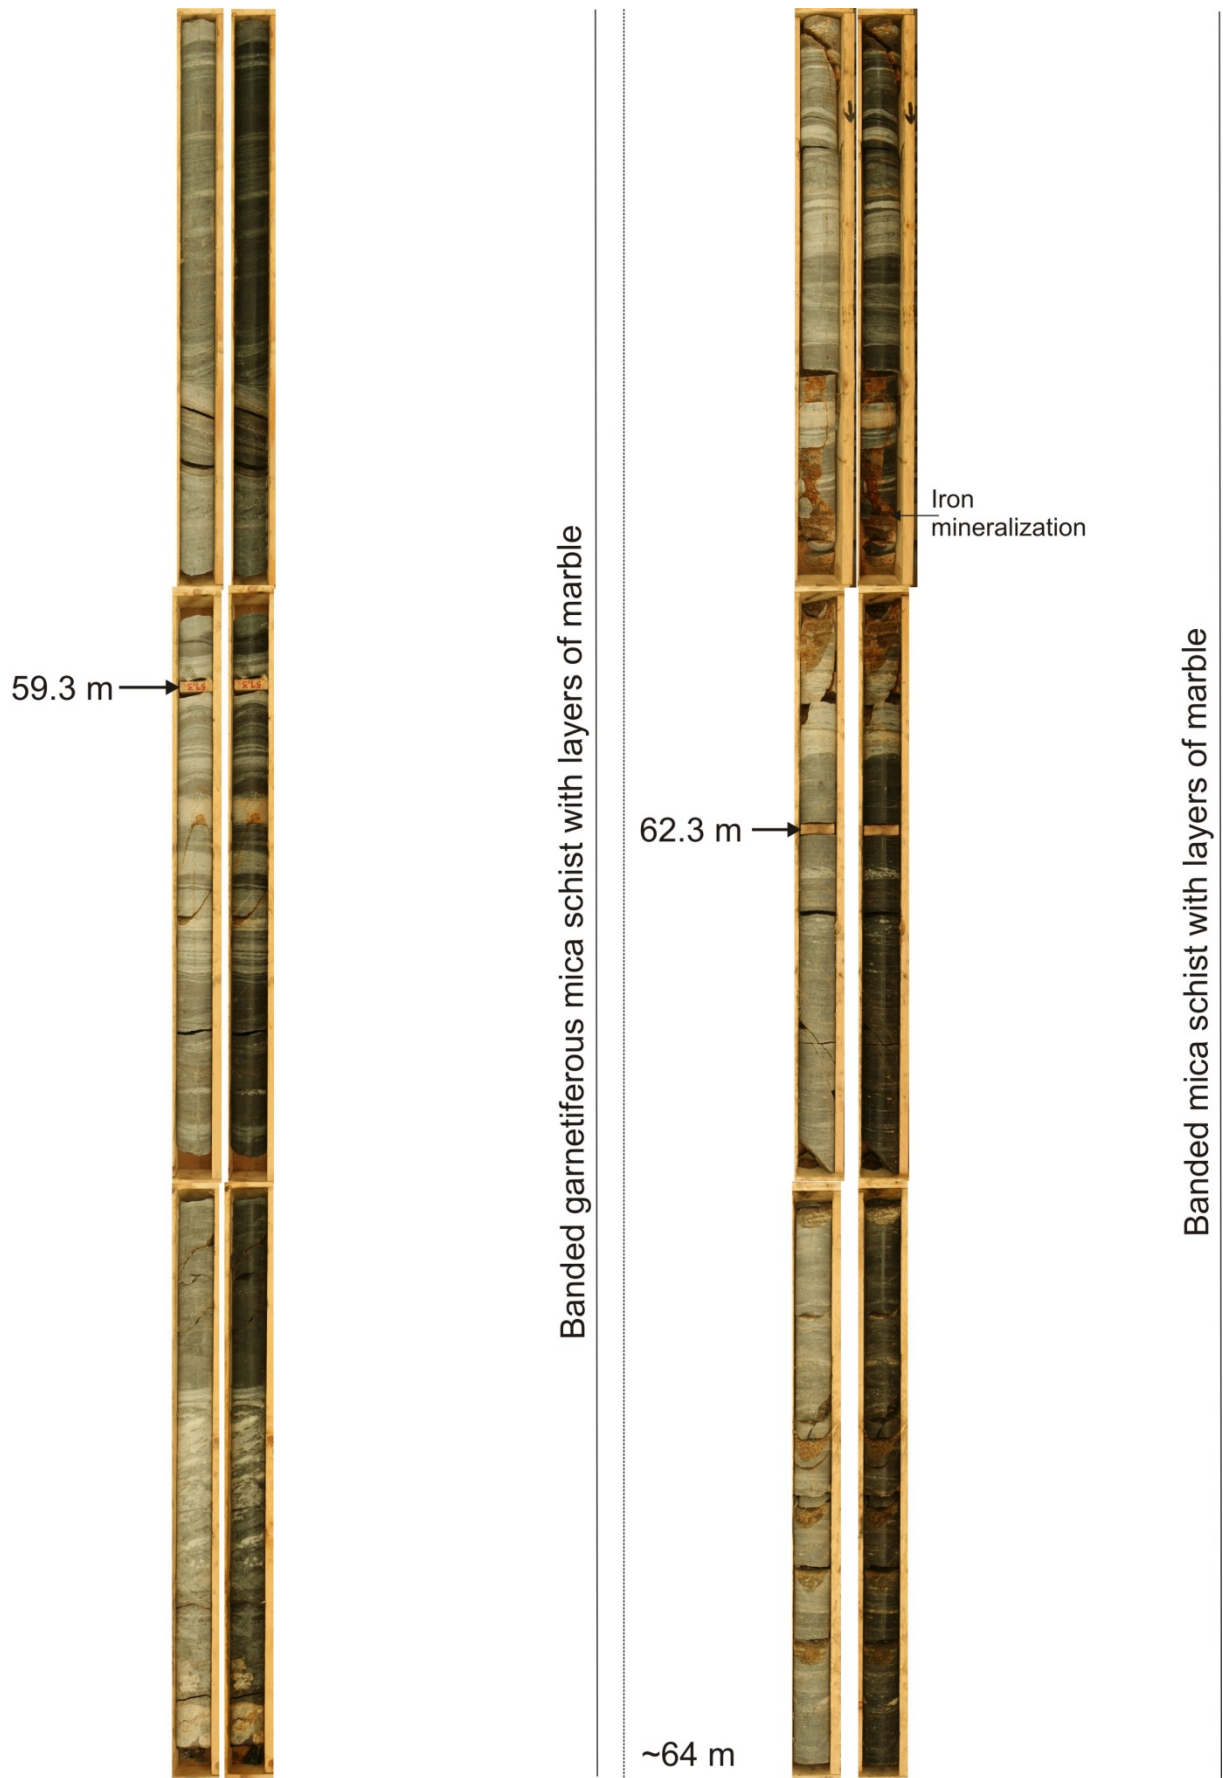 59.3 m
Banded garnetiferous mica schist with layers of marble
Iron
mineralization
62.3 m
Banded mica schist with layers of marble
~64 m